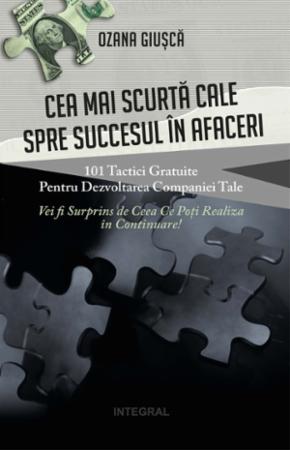 OZANA GIUȘCĂ
CEA MAI SCURTĂ CALE
SPRE SUCCESUL ÎN AFACERI
101 Tactici Gratuite
Pentru Dezvoltarea Companiei Tale
Vei fi Surprins de Ceea Ce Poți Realiza
în Continuare!
INTEGRAL